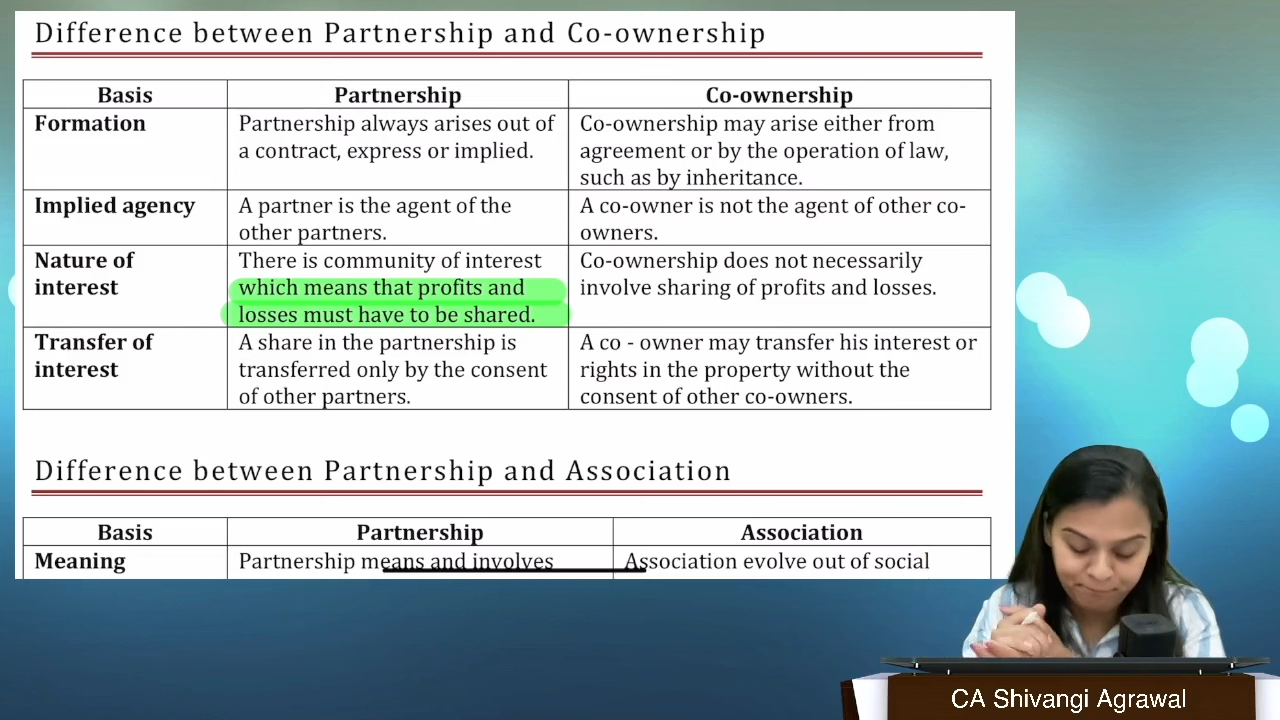 Difference between Partnership and Co-ownership
Basis
Partnership
Co-ownership
Formation
Partnership always arises out of
a contract, express or implied.
Co-ownership may arise either from
agreement or by the operation of law,
such as by inheritance.
Implied agency
A partner is the agent of the
other partners.
A co-owner is not the agent of other co-
owners.
Nature of
interest
There is community of interest
which means that profits and
losses must have to be shared.
Co-ownership does not necessarily
involve sharing of profits and losses.
Transfer of
interest
A share in the partnership is
transferred only by the consent
of other partners.
A co - owner may transfer his interest or
rights in the property without the
consent of other co-owners.
Difference between Partnership and Association
Basis
Partnership
Association
Meaning
Partnership means and involves
Association evolve out of social
CA Shivangi Agrawal